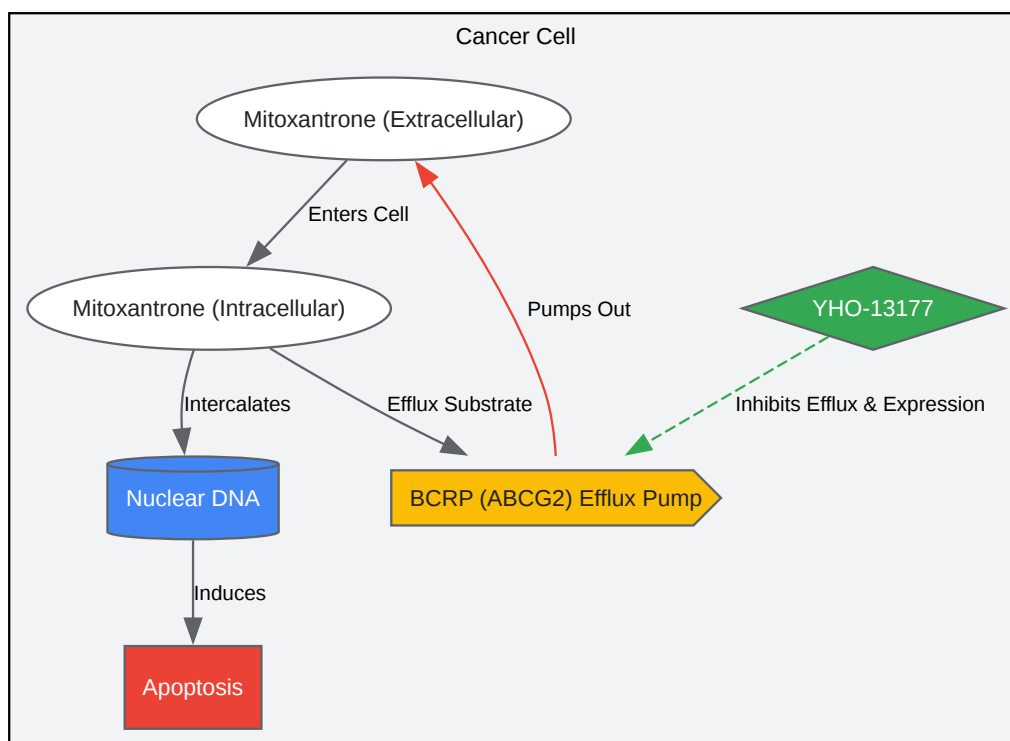 Cancer Cell
Mitoxantrone (Extracellular)
Enters Cell
Mitoxantrone (Intracellular)
Pumps Out
YHO-13177
Intercalates
Efflux Substrate
Inhibits Efflux & Expression
Nuclear DNA
BCRP (ABCG2) Efflux Pump
Induces
Apoptosis